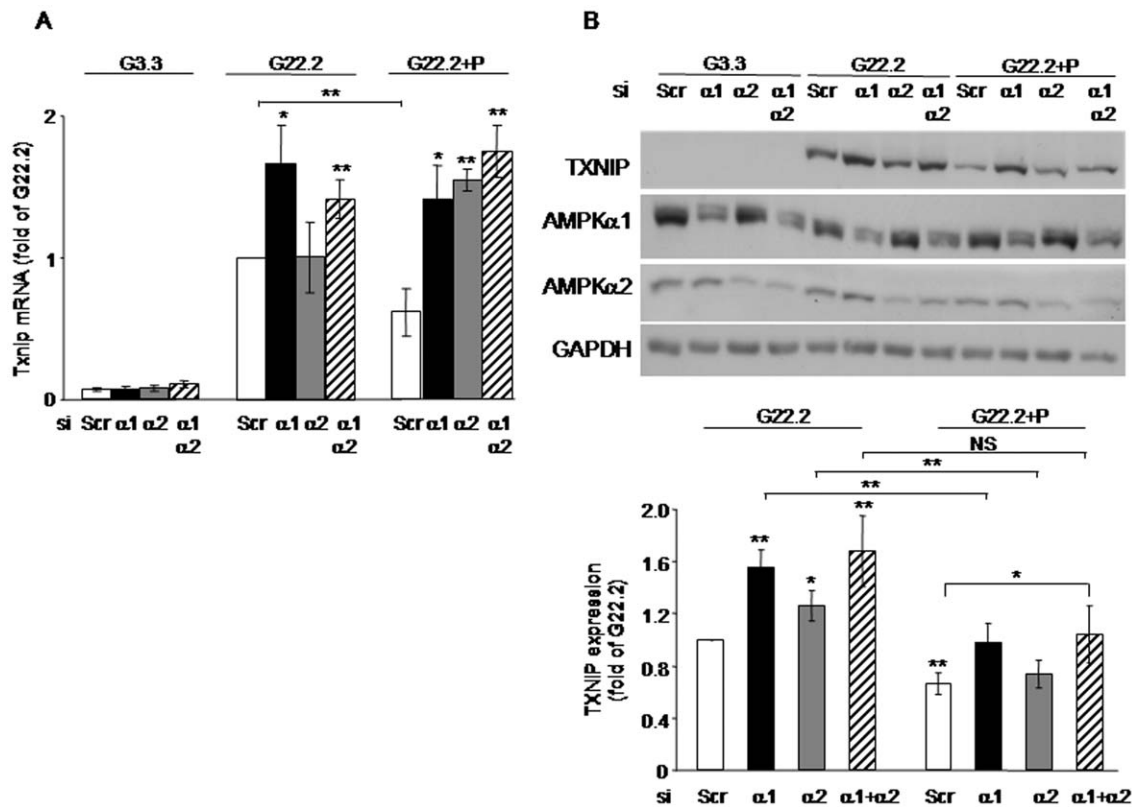 A
G3.3 G22.2 G22.2+P
**
* ** * ** **
2
1
0
Txnip mRNA (fold of G22.2)
si Scr α1 α2 α1 Scr α1 α2 α1 Scr α1 α2 α1
α2 α2 α2
B
G3.3 G22.2 G22.2+P
si Scr α1 α2 α1 Scr α1 α2 α1 Scr α1 α2 α1
α2 α2 α2
TXNIP
AMPKα1
AMPKα2
GAPDH
G22.2 G22.2+P
NS
**
**
2.0
1.6
1.2
0.8
0.4
0
** * ** ** *
TXNIP expression
(fold of G22.2)
si Scr α1 α2 α1+α2 Scr α1 α2 α1+α2